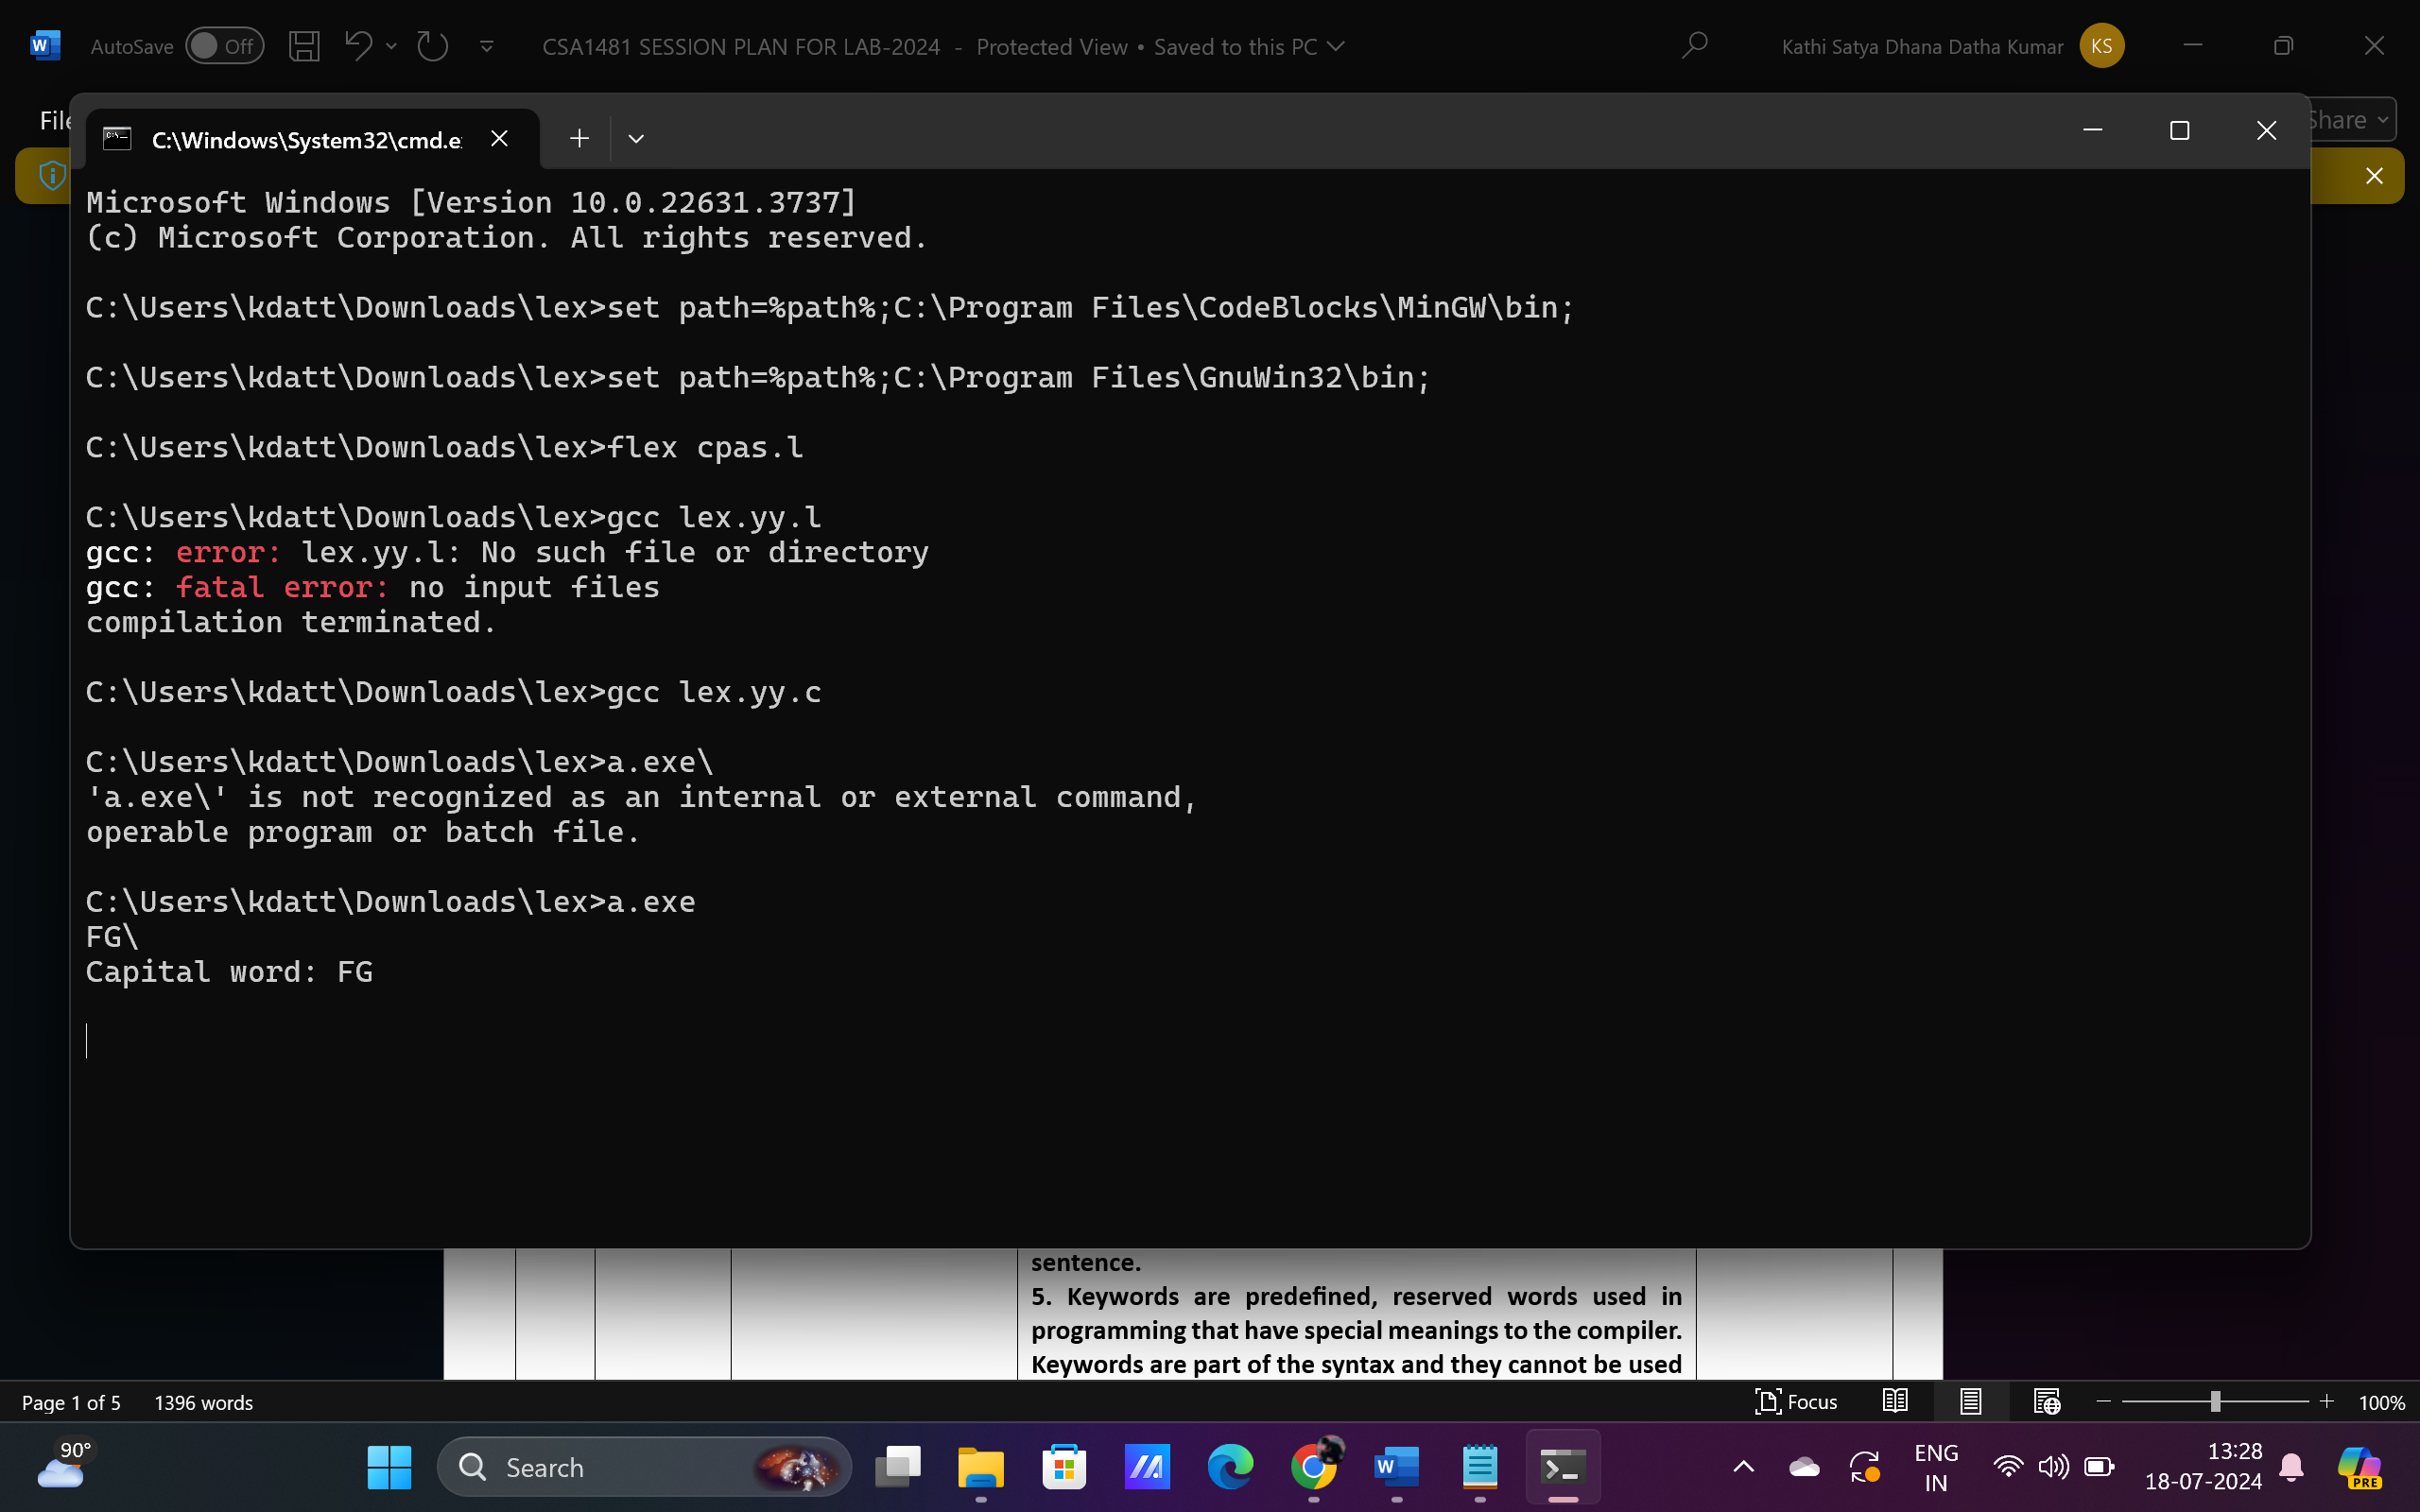 AutoSave Off CSA1481 SESSION PLAN FOR LAB-2024 - Protected View • Saved to this PC Kathi Satya Dhana Datha Kumar KS
File Share
C:\Windows\System32\cmd.e
Microsoft Windows [Version 10.0.22631.3737]
(c) Microsoft Corporation. All rights reserved.
C:\Users\kdatt\Downloads\lex>set path=%path%;C:\Program Files\CodeBlocks\MinGW\bin;
C:\Users\kdatt\Downloads\lex>set path=%path%;C:\Program Files\GnuWin32\bin;
C:\Users\kdatt\Downloads\lex>flex cpas.l
C:\Users\kdatt\Downloads\lex>gcc lex.yy.l
gcc: error: lex.yy.l: No such file or directory
gcc: fatal error: no input files
compilation terminated.
C:\Users\kdatt\Downloads\lex>gcc lex.yy.c
C:\Users\kdatt\Downloads\lex>a.exe\
'a.exe\' is not recognized as an internal or external command,
operable program or batch file.
C:\Users\kdatt\Downloads\lex>a.exe
FG\
Capital word: FG
sentence.
5. Keywords are predefined, reserved words used in
programming that have special meanings to the compiler.
Keywords are part of the syntax and they cannot be used
Page 1 of 5 1396 words Focus 100%
90° Search ENG IN 13:28
18-07-2024 PRE